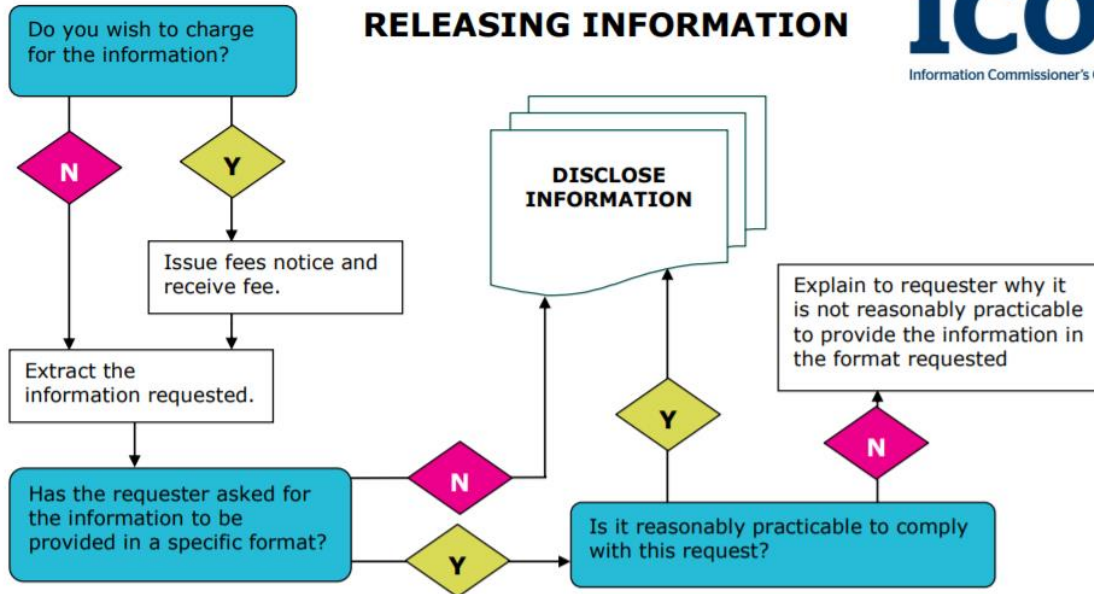 RELEASING INFORMATION
ICO
Information Commissioner's
Do you wish to charge
for the information?
N
Y
Issue fees notice and
receive fee.
Extract the
information requested.
Has the requester asked for
the information to be
provided in a specific format?
N
Y
DISCLOSE
INFORMATION
Y
N
Explain to requester why it
is not reasonably practicable
to provide the information in
the format requested
Is it reasonably practicable to comply
with this request?